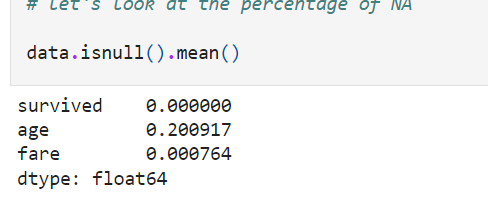 # let's look at the percentage of NA
data.isnull().mean()
survived    0.000000
age         0.200917
fare        0.000764
dtype: float64